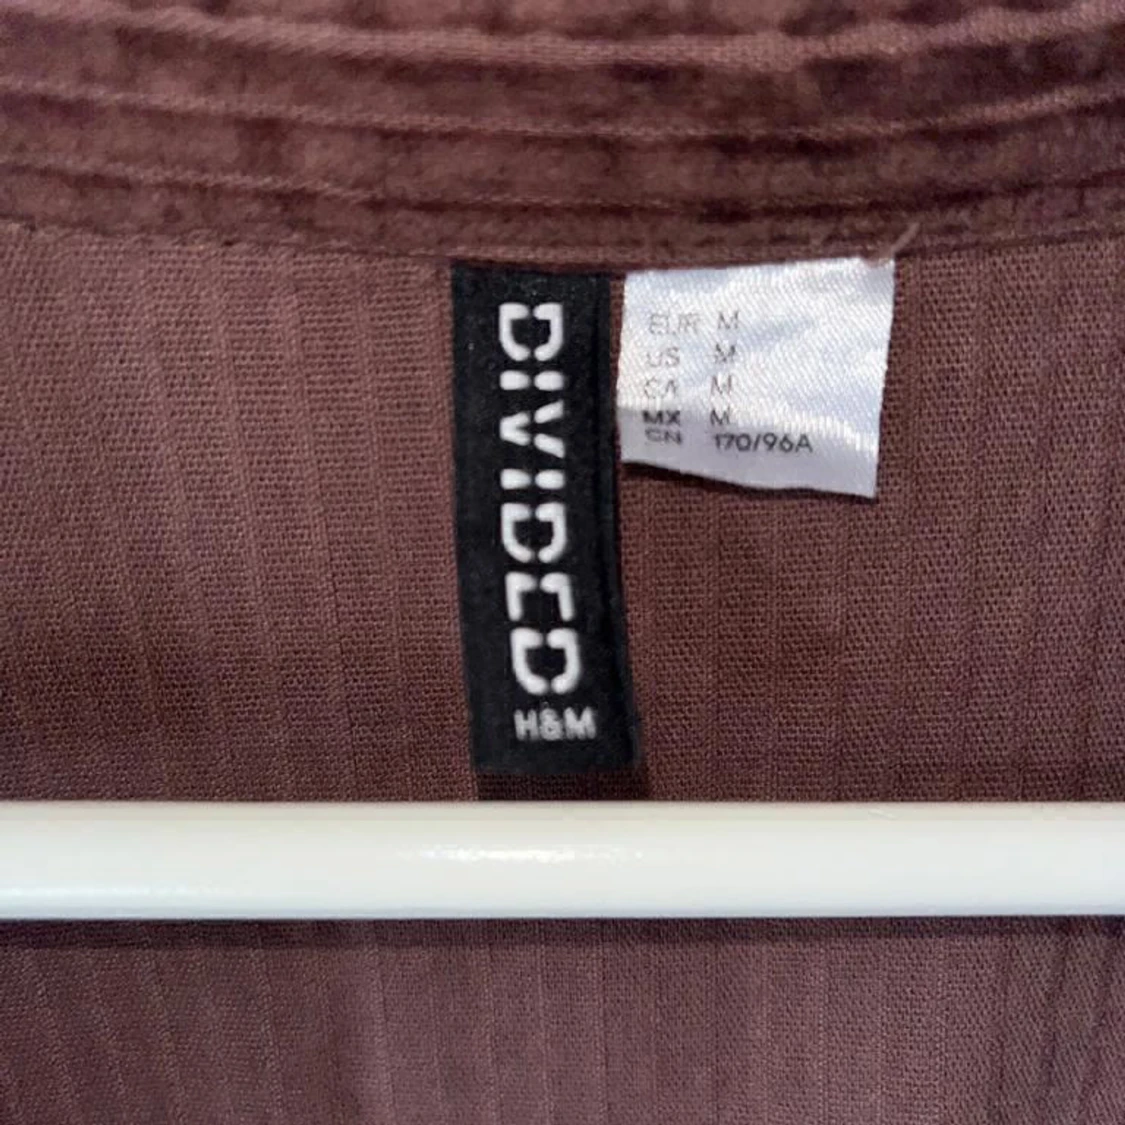 DIVIDED
H&M
EUR M
US M
CA M
MX M
CN 170/96A